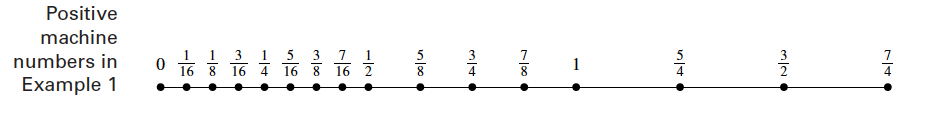 Positive
machine
numbers in
Example 1
0 1/16 1/8 3/16 1/4 5/16 3/8 7/16 1/2 5/8 3/4 7/8 1 5/4 3/2 7/4